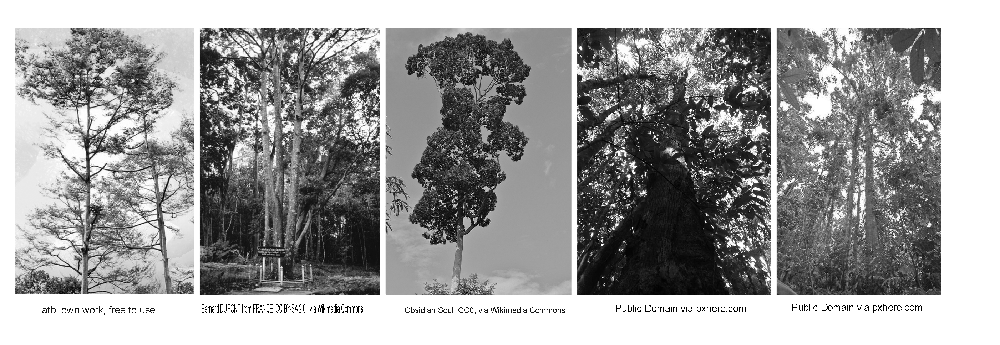 atb, own work, free to use
Bernard DUPONT from FRANCE, CC BY-SA 2.0 , via Wikimedia Commons
Obsidian Soul, CC0, via Wikimedia Commons
Public Domain via pxhere.com
Public Domain via pxhere.com